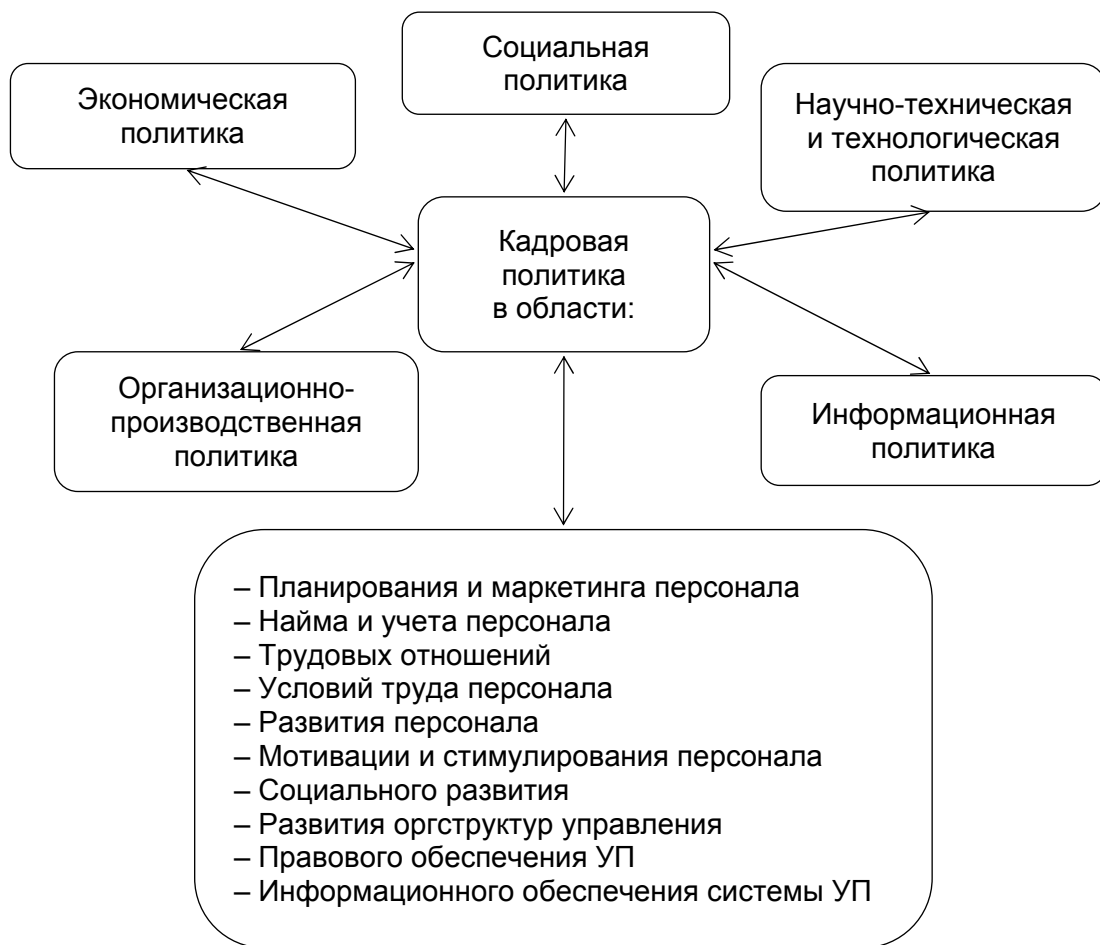 Социальная
политика
Экономическая
политика
Научно-техническая
и технологическая
политика
Кадровая
политика
в области:
Организационно-
производственная
политика
Информационная
политика
– Планирования и маркетинга персонала
– Найма и учета персонала
– Трудовых отношений
– Условий труда персонала
– Развития персонала
– Мотивации и стимулирования персонала
– Социального развития
– Развития оргструктур управления
– Правового обеспечения УП
– Информационного обеспечения системы УП